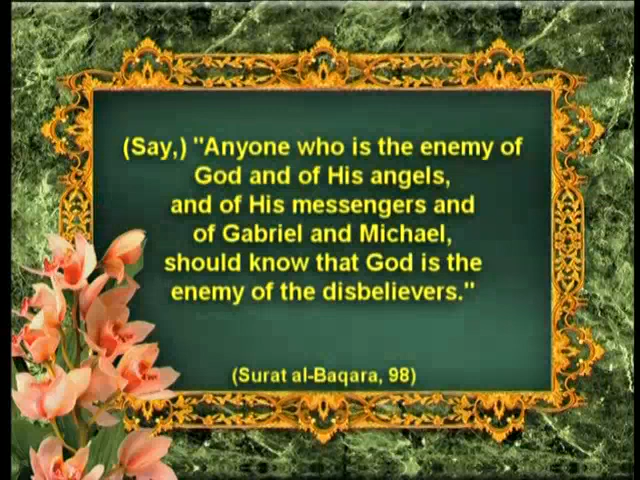 (Say,) "Anyone who is the enemy of
God and of His angels,
and of His messengers and
of Gabriel and Michael,
should know that God is the
enemy of the disbelievers."
(Surat al-Baqara, 98)